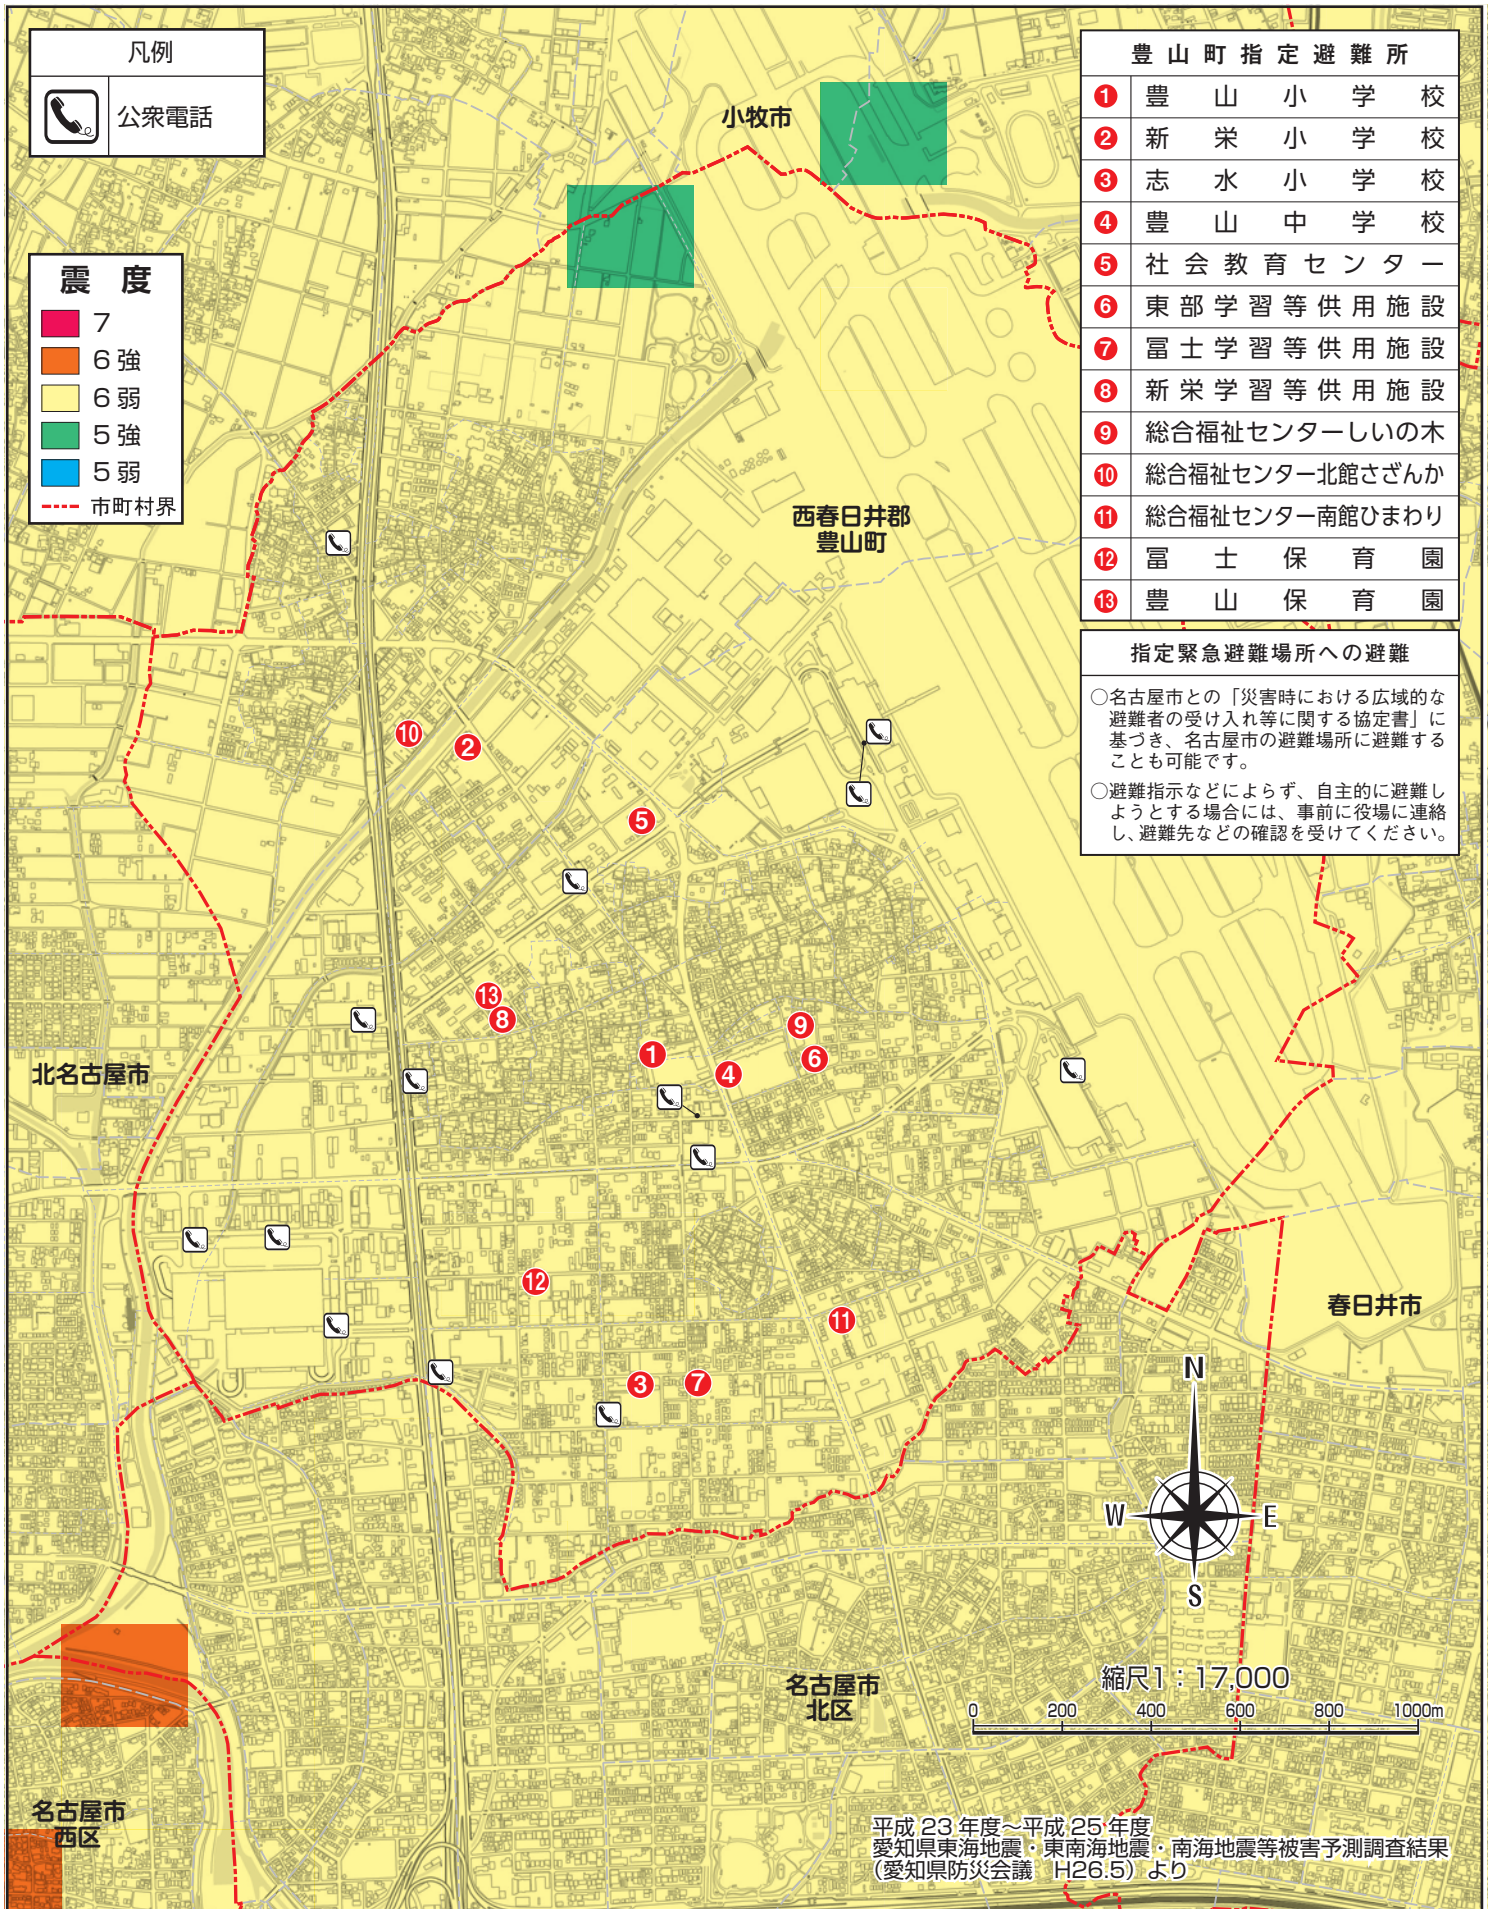 凡例
公衆電話
震度
7
6強
6弱
5強
5弱
市町村界
豊山町指定避難所
1 豊山小学校
2 新栄小学校
3 志水小学校
4 豊山中学校
5 社会教育センター
6 東部学習等供用施設
7 冨士学習等供用施設
8 新栄学習等供用施設
9 総合福祉センターしいの木
10 総合福祉センター北館さざんか
11 総合福祉センター南館ひまわり
12 冨士保育園
13 豊山保育園
指定緊急避難場所への避難
○名古屋市との「災害時における広域的な
避難者の受け入れ等に関する協定書」に
基づき、名古屋市の避難場所に避難する
ことも可能です。
○避難指示などによらず、自主的に避難し
ようとする場合には、事前に役場に連絡
し、避難先などの確認を受けてください。
小牧市
西春日井郡
豊山町
10
2
5
13
8
9
1
6
4
北名古屋市
12
11
春日井市
3
7
N
W
E
S
名古屋市
北区
縮尺1:17,000
0 200 400 600 800 1000m
名古屋市
西区
平成23年度～平成25年度
愛知県東海地震・東南海地震・南海地震等被害予測調査結果
(愛知県防災会議 H26.5)より